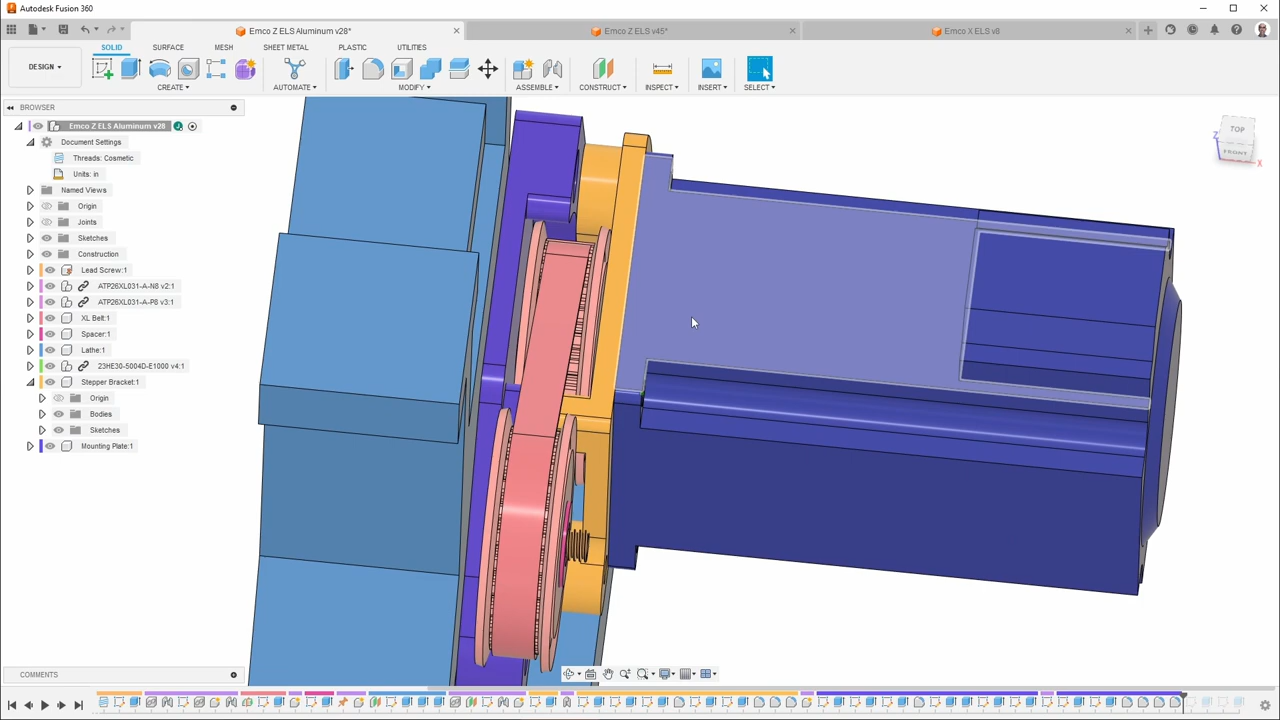 Autodesk Fusion 360
Emco Z ELS Aluminum v28*
Emco Z ELS v45*
Emco X ELS v8
SOLID
SURFACE
MESH
SHEET METAL
PLASTIC
UTILITIES
DESIGN
CREATE
AUTOMATE
MODIFY
ASSEMBLE
CONSTRUCT
INSPECT
INSERT
SELECT
BROWSER
Emco Z ELS Aluminum v28
Document Settings
Threads: Cosmetic
Units: in
Named Views
Origin
Joints
Sketches
Construction
Lead Screw:1
ATP26XL031-A-N8 v2:1
ATP26XL031-A-P8 v3:1
XL Belt:1
Spacer:1
Lathe:1
23HE30-5004D-E1000 v4:1
Stepper Bracket:1
Origin
Bodies
Sketches
Mounting Plate:1
TOP
FRONT
Z
X
COMMENTS